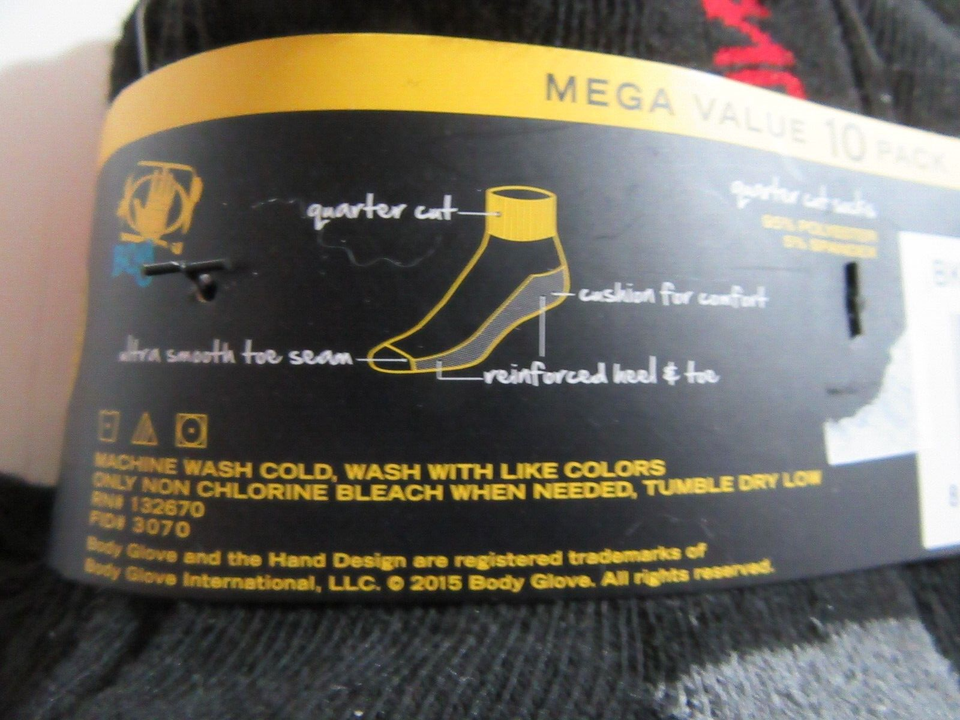 MEGA VALUE 10 PACK
quarter cut
quarter cut socks
95% POLYESTER
5% SPANDEX
cushion for comfort
ultra smooth toe seam
reinforced heel & toe
MACHINE WASH COLD, WASH WITH LIKE COLORS
ONLY NON CHLORINE BLEACH WHEN NEEDED, TUMBLE DRY LOW
RN# 132670
FID# 3070
Body Glove and the Hand Design are registered trademarks of
Body Glove International, LLC. © 2015 Body Glove. All rights reserved.